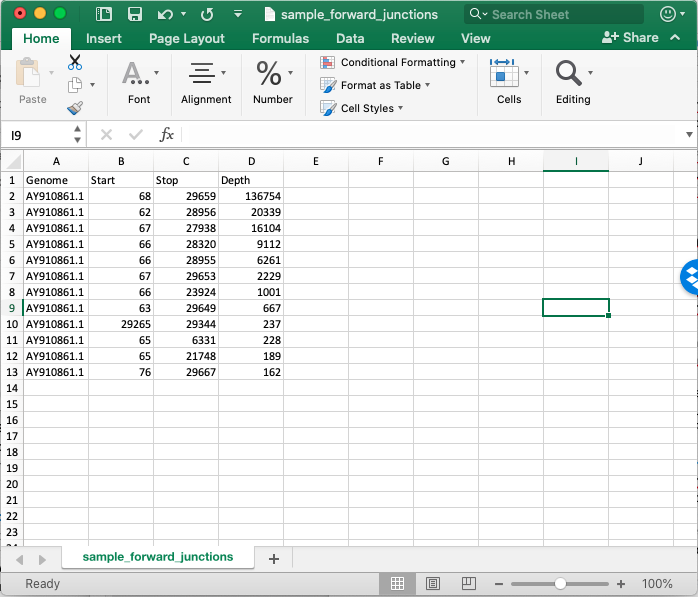 sample_forward_junctions
Search Sheet
Home Insert Page Layout Formulas Data Review View Share
Paste
Font
Alignment
%
Number
Conditional Formatting
Format as Table
Cell Styles
Cells
Editing
I9 fx
A B C D E F G H I J
1 Genome Start Stop Depth
2 AY910861.1 68 29659 136754
3 AY910861.1 62 28956 20339
4 AY910861.1 67 27938 16104
5 AY910861.1 66 28320 9112
6 AY910861.1 66 28955 6261
7 AY910861.1 67 29653 2229
8 AY910861.1 66 23924 1001
9 AY910861.1 63 29649 667
10 AY910861.1 29265 29344 237
11 AY910861.1 65 6331 228
12 AY910861.1 65 21748 189
13 AY910861.1 76 29667 162
14
15
16
17
18
19
20
21
22
23
sample_forward_junctions +
Ready − + 100%